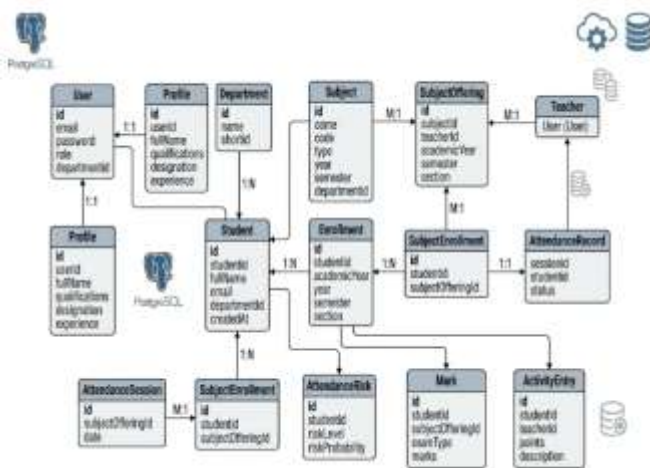 PostgreSQL
User
id
email
password
role
departmentId
1:1
Profile
id
userId
fullName
qualifications
designation
experience
Department
id
name
shortId
Subject
id
name
code
type
year
semester
departmentId
M:1
SubjectOffering
id
subjectId
teacherId
academicYear
semester
section
M:1
Teacher
User (User)
1:1
1:N
M:1
Profile
id
userId
fullName
qualifications
designation
experience
PostgreSQL
Student
id
studentId
fullName
email
departmentId
createdAt
1:N
Enrollment
id
studentId
academicYear
year
semester
section
1:N
SubjectEnrollment
id
studentId
subjectOfferingId
1:1
AttendanceRecord
sessionId
studentId
status
1:N
AttendanceSession
id
subjectOfferingId
date
M:1
SubjectEnrollment
id
studentId
subjectOfferingId
AttendanceRisk
id
studentId
riskLevel
riskProbability
Mark
id
studentId
subjectOfferingId
examType
marks
ActivityEntry
id
studentId
teacherId
points
description